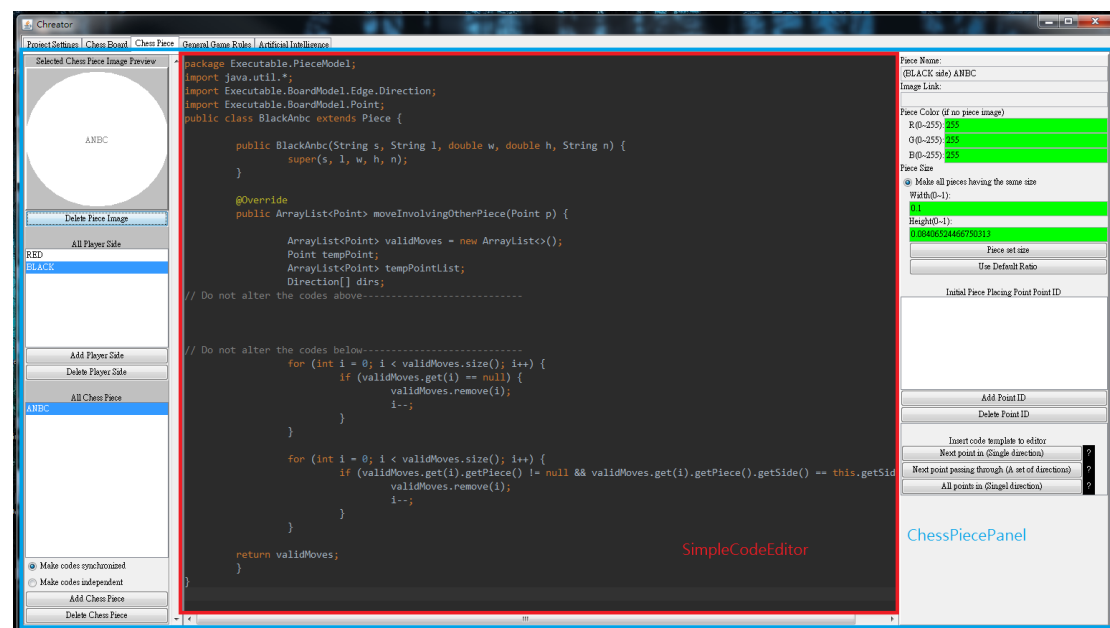 Chreator
Project Settings Chess Board Chess Piece General Game Rules Artificial Intelligence
Selected Chess Piece Image Preview
ANBC
Delete Piece Image
All Player Side
RED
BLACK
Add Player Side
Delete Player Side
All Chess Piece
ANBC
Make codes synchronized
Make codes independent
Add Chess Piece
Delete Chess Piece
package Executable.PieceModel;
import java.util.*;
import Executable.BoardModel.Edge.Direction;
import Executable.BoardModel.Point;
public class BlackAnbc extends Piece {
public BlackAnbc(String s, String l, double w, double h, String n) {
super(s, l, w, h, n);
}
@Override
public ArrayList<Point> moveInvolvingOtherPiece(Point p) {
ArrayList<Point> validMoves = new ArrayList<>();
Point tempPoint;
ArrayList<Point> tempPointList;
Direction[] dirs;
// Do not alter the codes above----------------------------
// Do not alter the codes below----------------------------
for (int i = 0; i < validMoves.size(); i++) {
if (validMoves.get(i) == null) {
validMoves.remove(i);
i--;
}
}
for (int i = 0; i < validMoves.size(); i++) {
if (validMoves.get(i).getPiece() != null && validMoves.get(i).getPiece().getSide() == this.getSid
validMoves.remove(i);
i--;
}
}
return validMoves;
}
}
SimpleCodeEditor
Piece Name:
(BLACK side) ANBC
Image Link:
Piece Color (if no piece image)
R(0~255): 255
G(0~255): 255
B(0~255): 255
Piece Size
Make all pieces having the same size
Width(0~1):
0.1
Height(0~1):
0.08406524466750313
Piece set size
Use Default Ratio
Initial Piece Placing Point Point ID
Add Point ID
Delete Point ID
Insert code template to editor
Next point in (Single direction) ?
Next point passing through (A set of directions) ?
All points in (Singel direction) ?
ChessPiecePanel